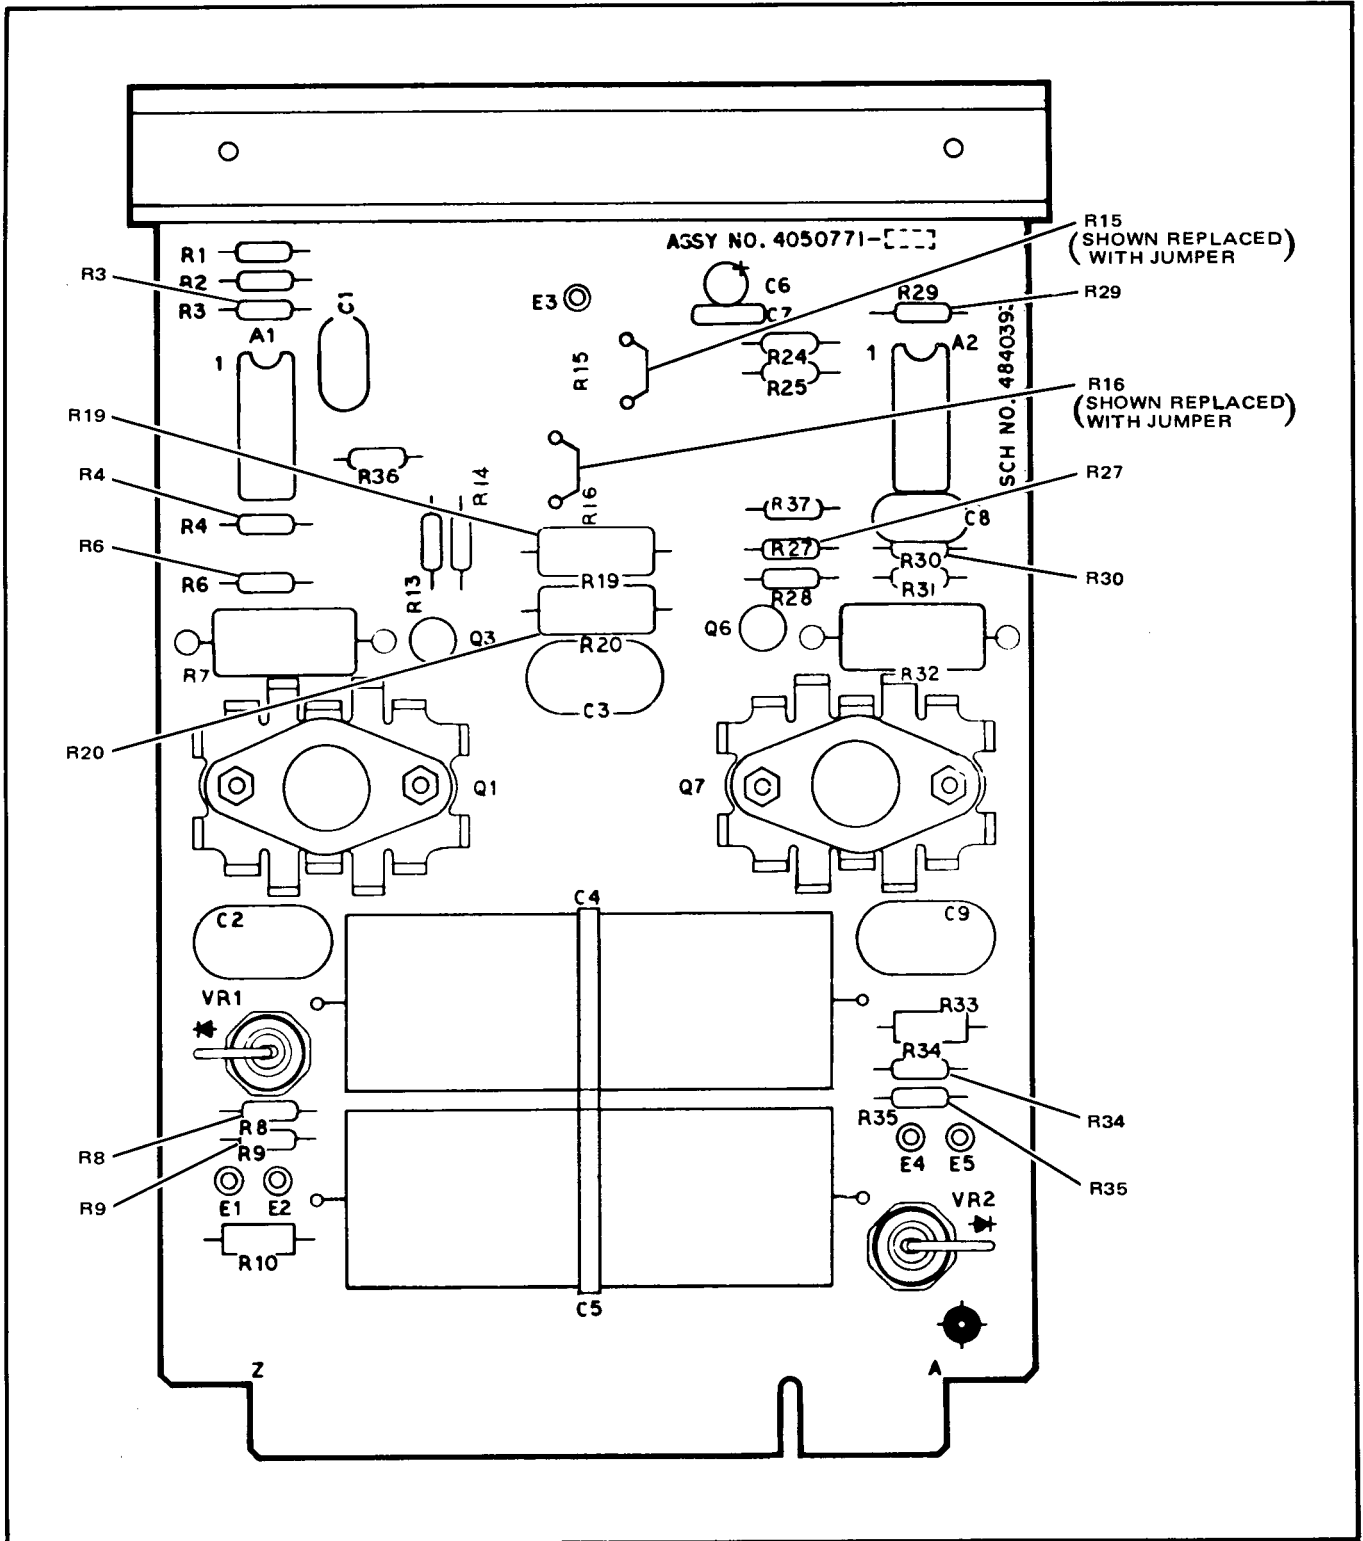 ASSY NO. 4050771-
R15
(SHOWN REPLACED)
WITH JUMPER
R1
R2
R3
R3
C1
E3
C6
C7
R29
R29
A1
1
R15
R24
R25
1
A2
SCH NO. 484039
R16
(SHOWN REPLACED)
WITH JUMPER
R19
R36
R14
R16
R27
R4
R4
R37
C8
R6
R6
R13
R19
R27
R30
R30
R28
R31
Q3
R20
Q6
R7
R32
C3
R20
Q1
Q7
C2
C4
C9
VR1
R33
R34
R8
R8
R9
R35
R34
R9
E1
E2
E4
E5
R35
VR2
R10
C5
Z
A